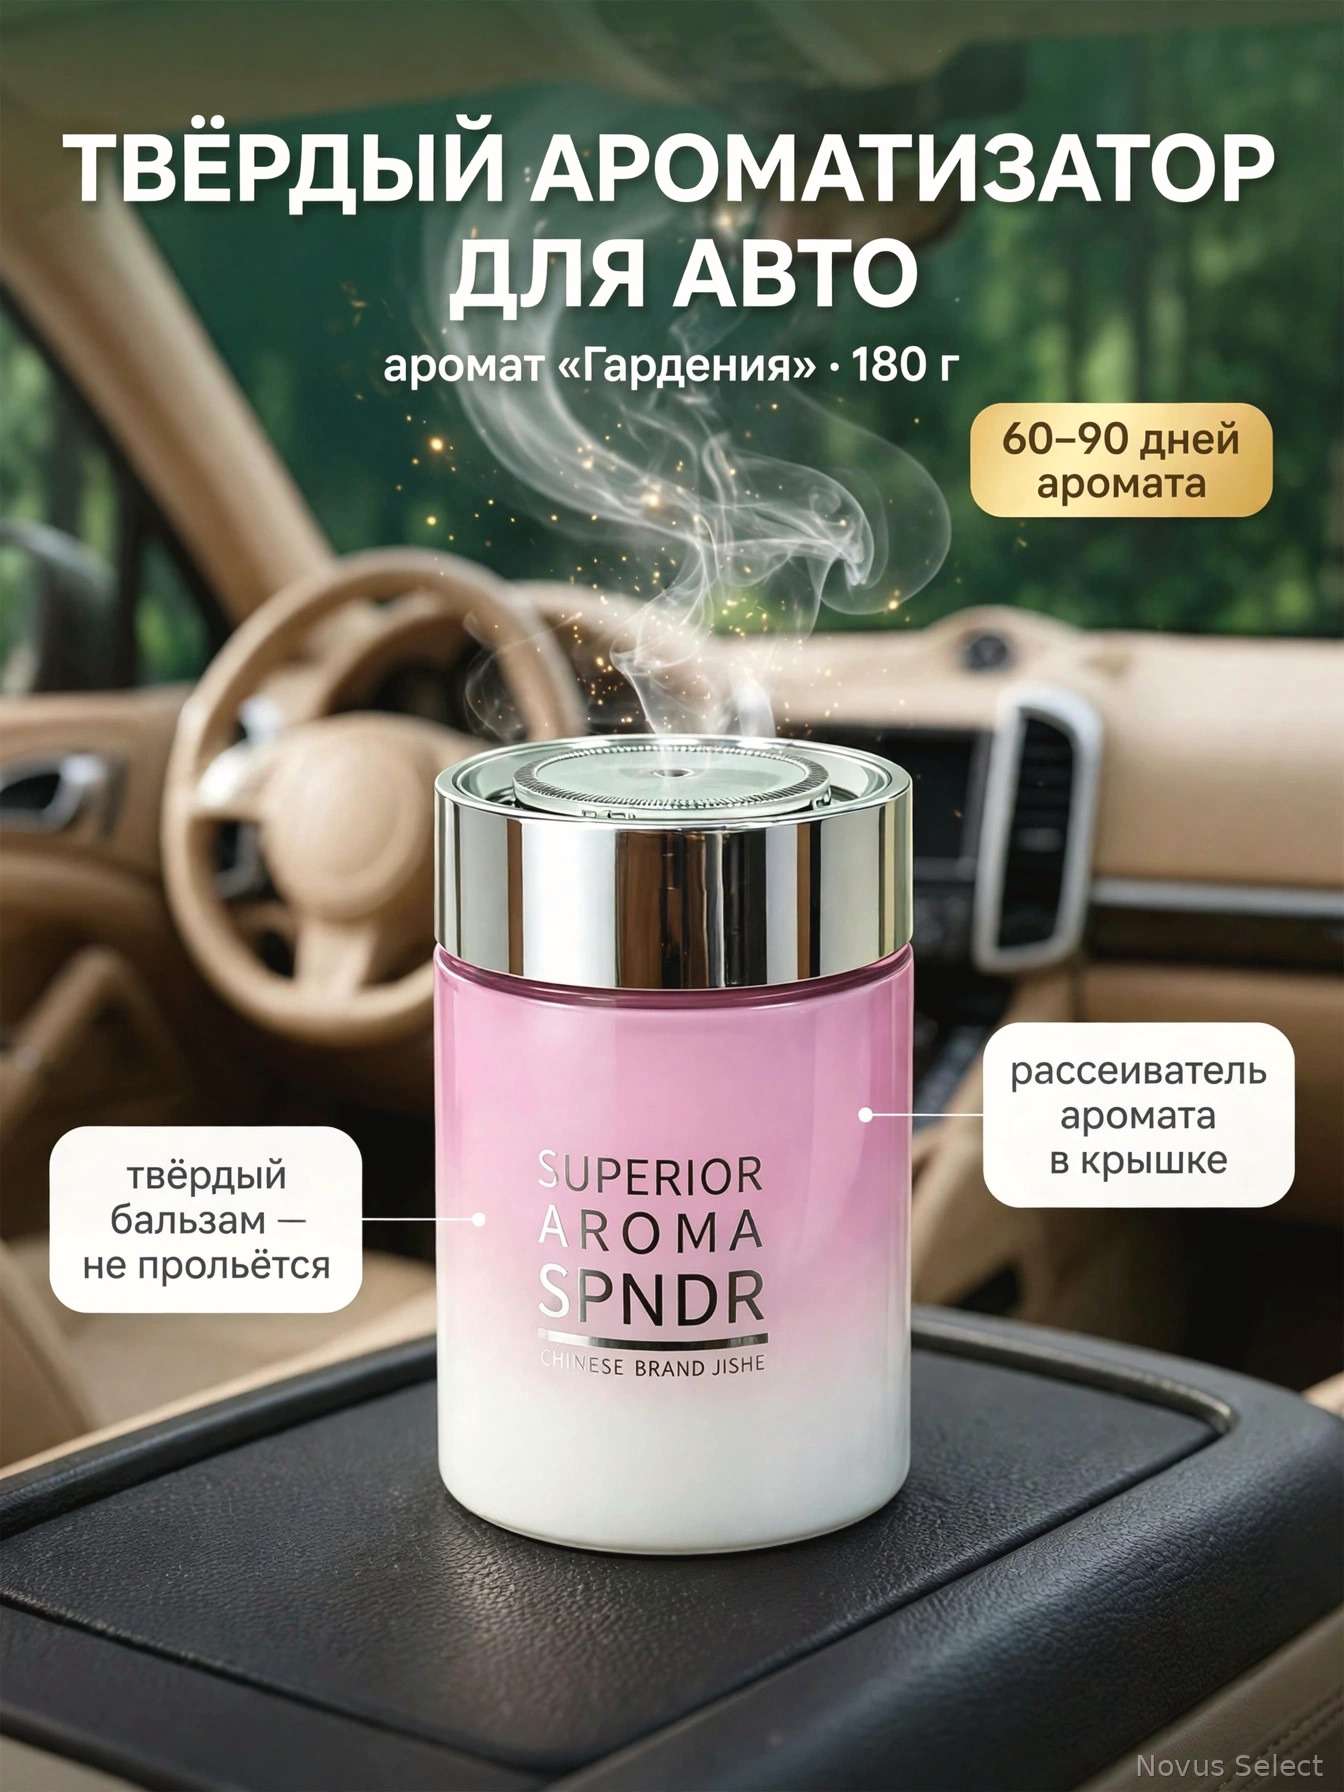 ТВЁРДЫЙ АРОМАТИЗАТОР
ДЛЯ АВТО
аромат «Гардения» · 180 г
60–90 дней
аромата
рассеиватель
аромата
в крышке
твёрдый
бальзам —
не прольётся
SUPERIOR
AROMA
SPNDR
CHINESE BRAND JISHE
Novus Select